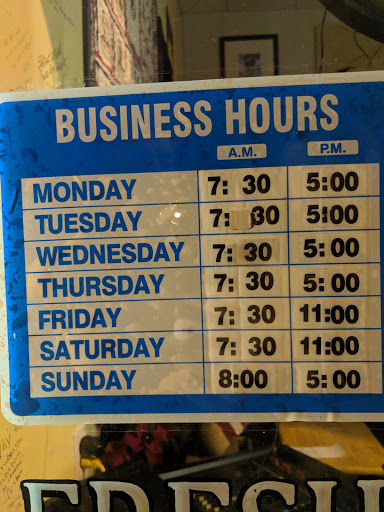 BUSINESS HOURS
A.M. P.M.
MONDAY 7:30 5:00
TUESDAY 7:30 5:00
WEDNESDAY 7:30 5:00
THURSDAY 7:30 5:00
FRIDAY 7:30 11:00
SATURDAY 7:30 11:00
SUNDAY 8:00 5:00
FRESH